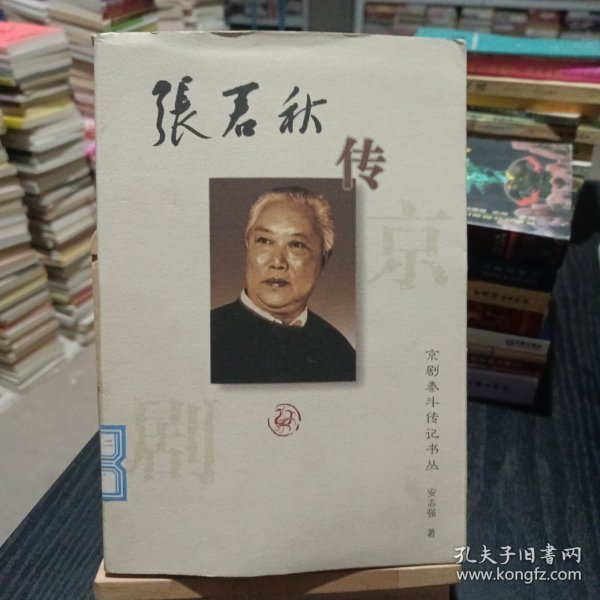 張君秋
传
京
剧
京剧泰斗传记书丛
安志强 著
孔夫子旧书网
www.kongfz.com